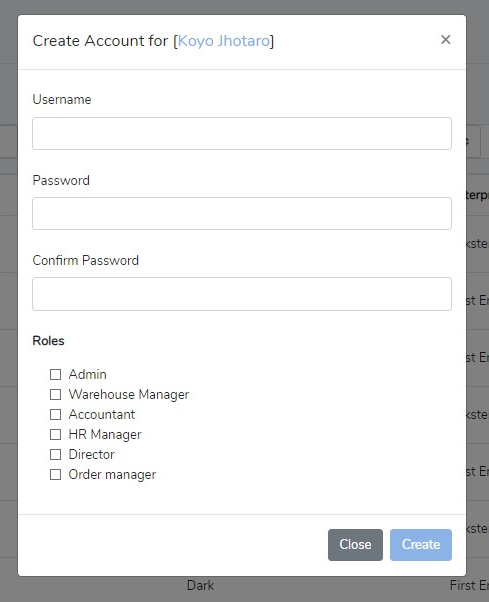 Create Account for [Koyo Jhotaro]
×
Username
Password
Confirm Password
Roles
Admin
Warehouse Manager
Accountant
HR Manager
Director
Order manager
Close
Create
Dark
First Er